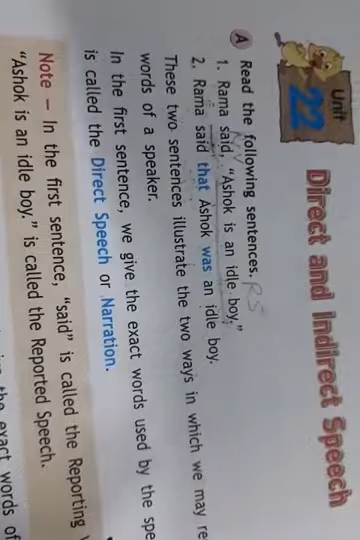 Unit
22
Direct and Indirect Speech
A Read the following sentences.
1. Rama said, "Ashok is an idle boy."
2. Rama said that Ashok was an idle boy.
These two sentences illustrate the two ways in which we may re
words of a speaker.
In the first sentence, we give the exact words used by the spe
is called the Direct Speech or Narration.
Note – In the first sentence, "said" is called the Reporting
"Ashok is an idle boy." is called the Reported Speech.
the exact words of